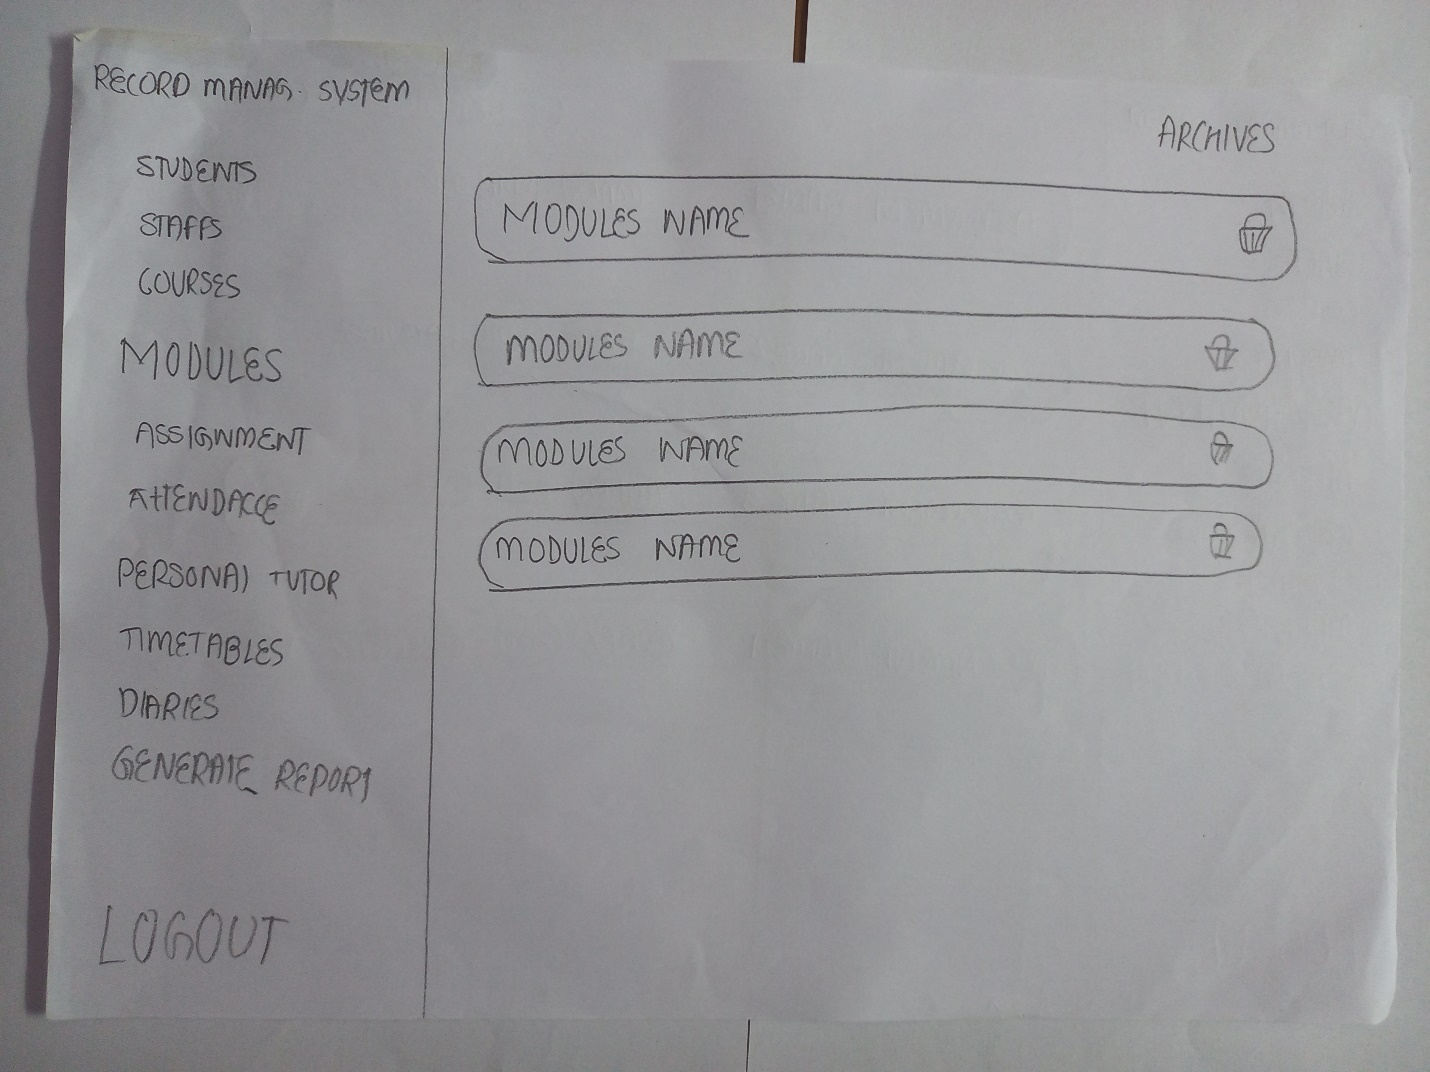 RECORD MANAG. SYSTEM
STUDENTS
STAFFS
COURSES
MODULES
ASSIGNMENT
ATTENDACCE
PERSONAL TUTOR
TIMETABLES
DIARIES
GENERATE REPORT
LOGOUT
ARCHIVES
MODULES NAME
MODULES NAME
MODULES NAME
MODULES NAME